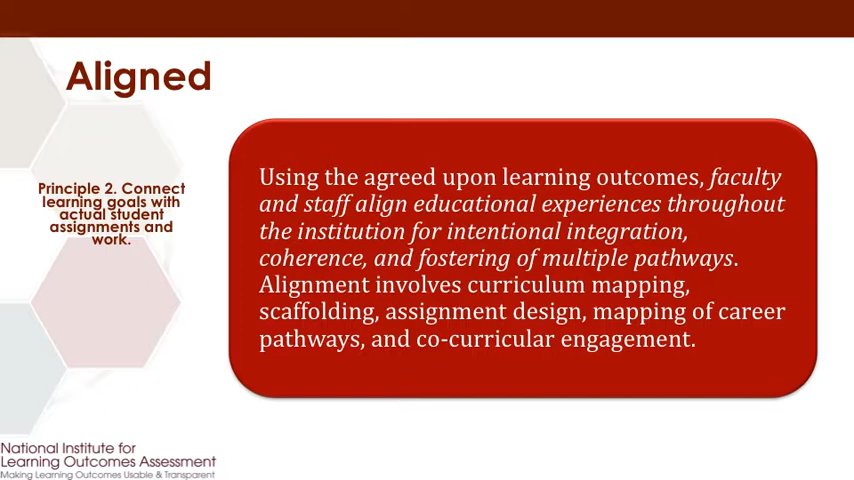 Aligned
Principle 2. Connect
learning goals with
actual student
assignments and
work.
Using the agreed upon learning outcomes, faculty
and staff align educational experiences throughout
the institution for intentional integration,
coherence, and fostering of multiple pathways.
Alignment involves curriculum mapping,
scaffolding, assignment design, mapping of career
pathways, and co-curricular engagement.
National Institute for
Learning Outcomes Assessment
Making Learning Outcomes Usable & Transparent